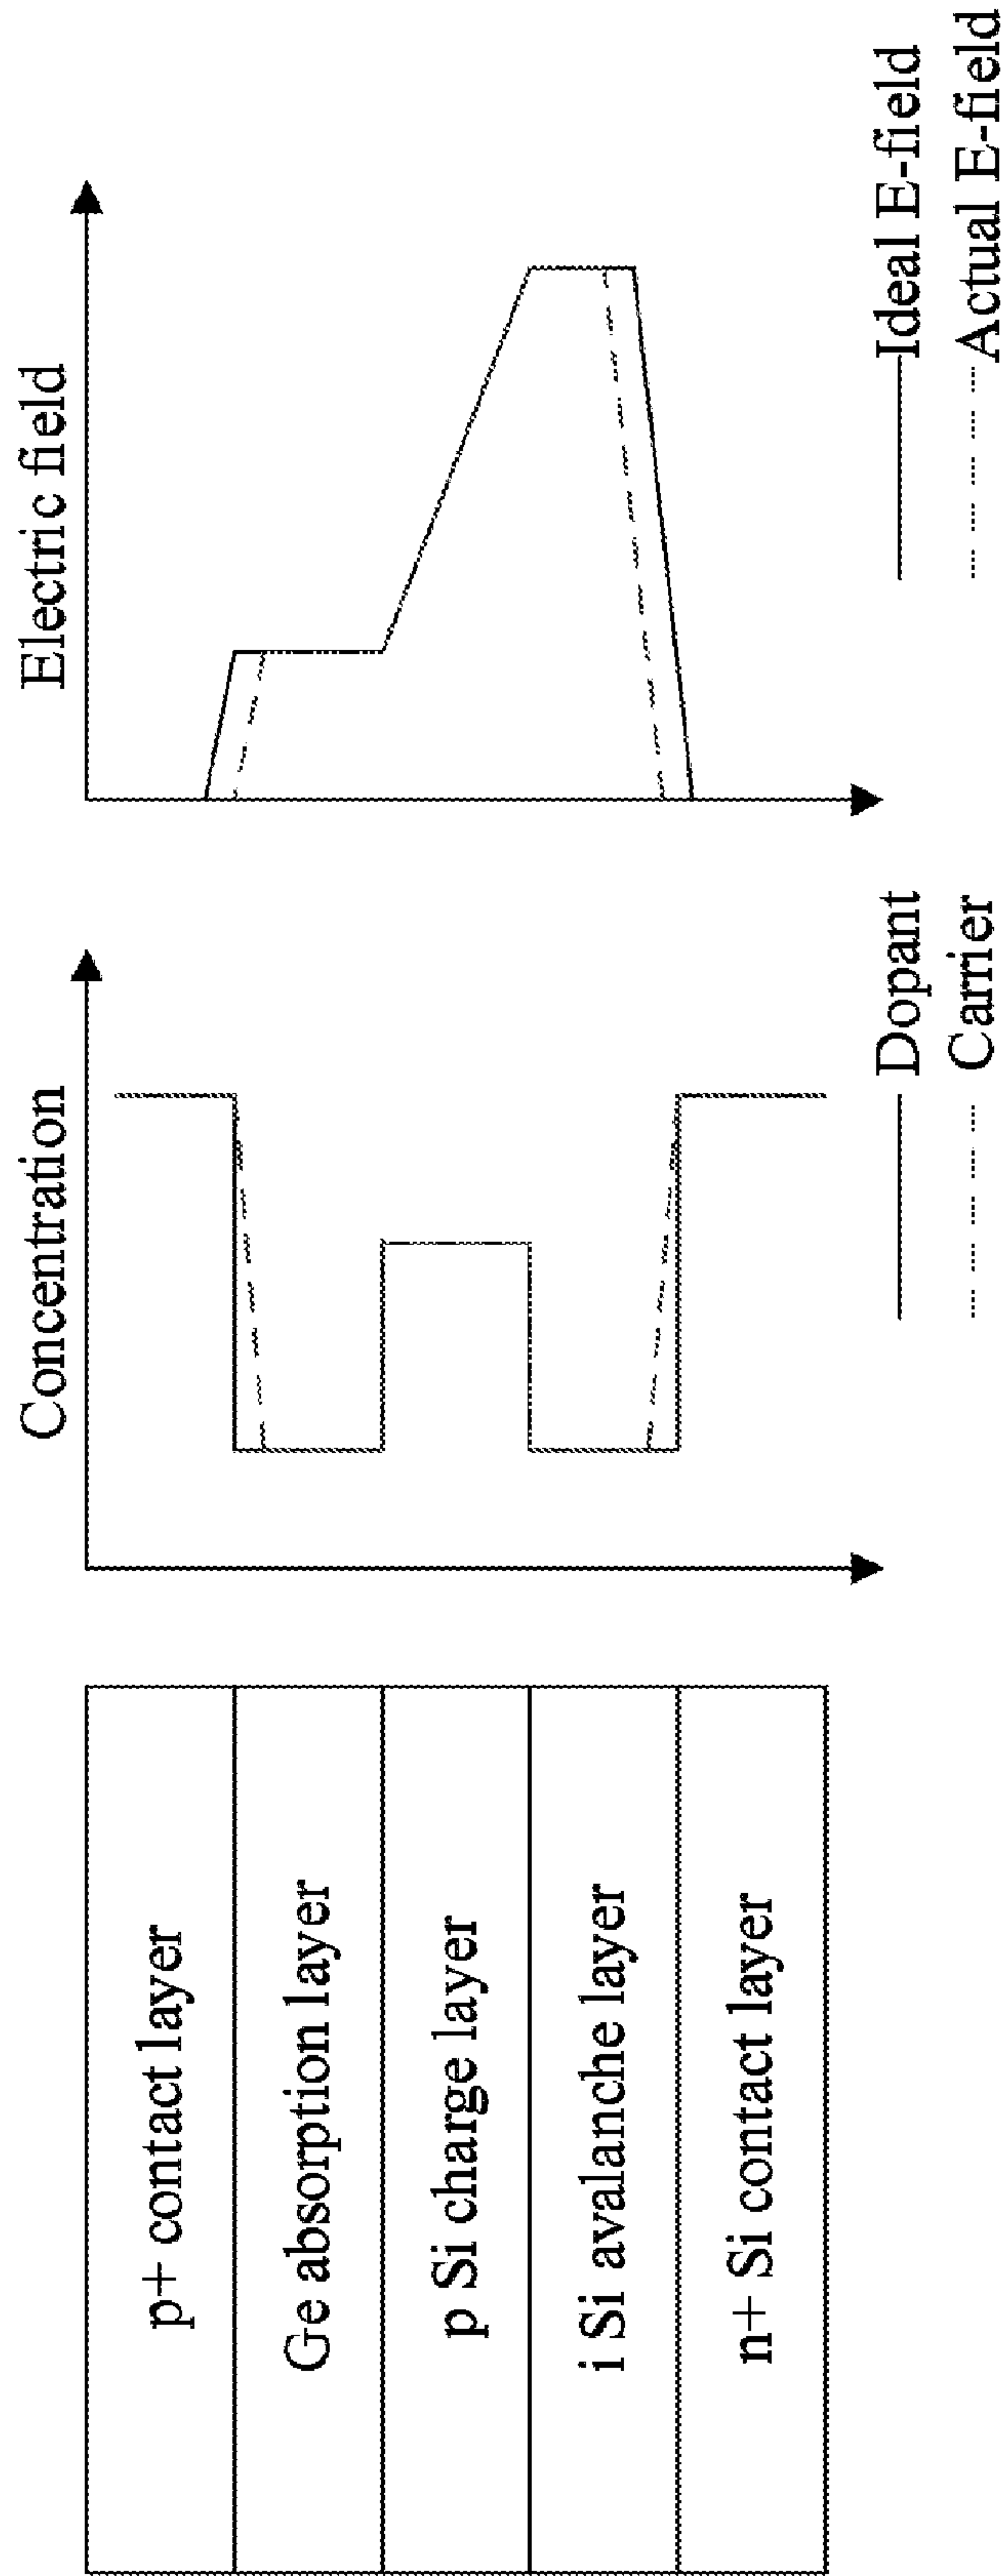 p+ contact layer
Ge absorption layer
p Si charge layer
i Si avalanche layer
n+ Si contact layer
Concentration
Dopant
Carrier
Electric field
Ideal E-field
Actual E-field